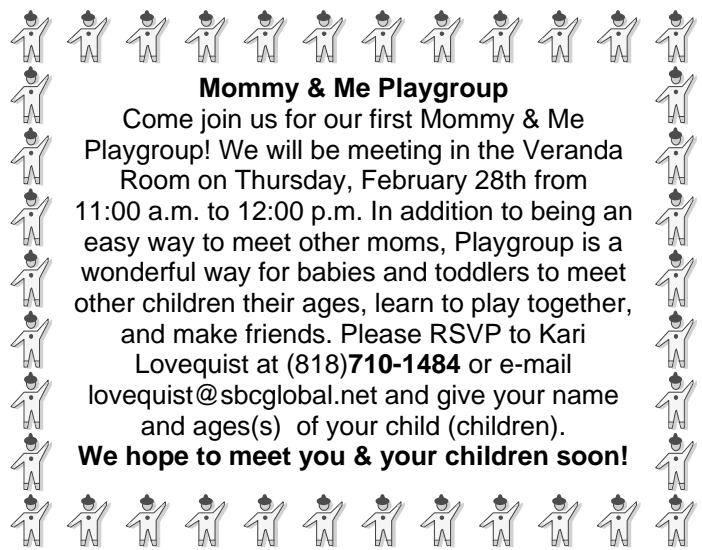 Mommy & Me Playgroup
Come join us for our first Mommy & Me
Playgroup! We will be meeting in the Veranda
Room on Thursday, February 28th from
11:00 a.m. to 12:00 p.m. In addition to being an
easy way to meet other moms, Playgroup is a
wonderful way for babies and toddlers to meet
other children their ages, learn to play together,
and make friends. Please RSVP to Kari
Lovequist at (818)710-1484 or e-mail
lovequist@sbcglobal.net and give your name
and ages(s)  of your child (children).
We hope to meet you & your children soon!